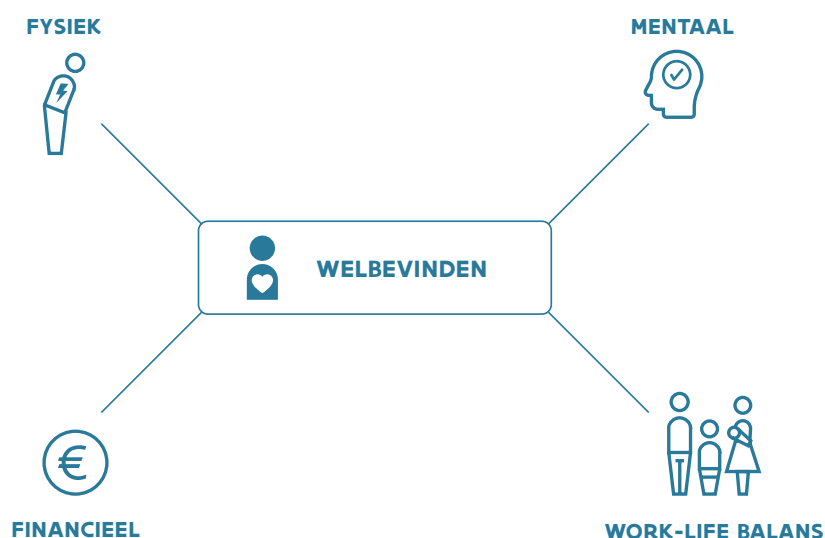 FYSIEK
MENTAAL
WELBEVINDEN
€
FINANCIEEL
WORK-LIFE BALANS